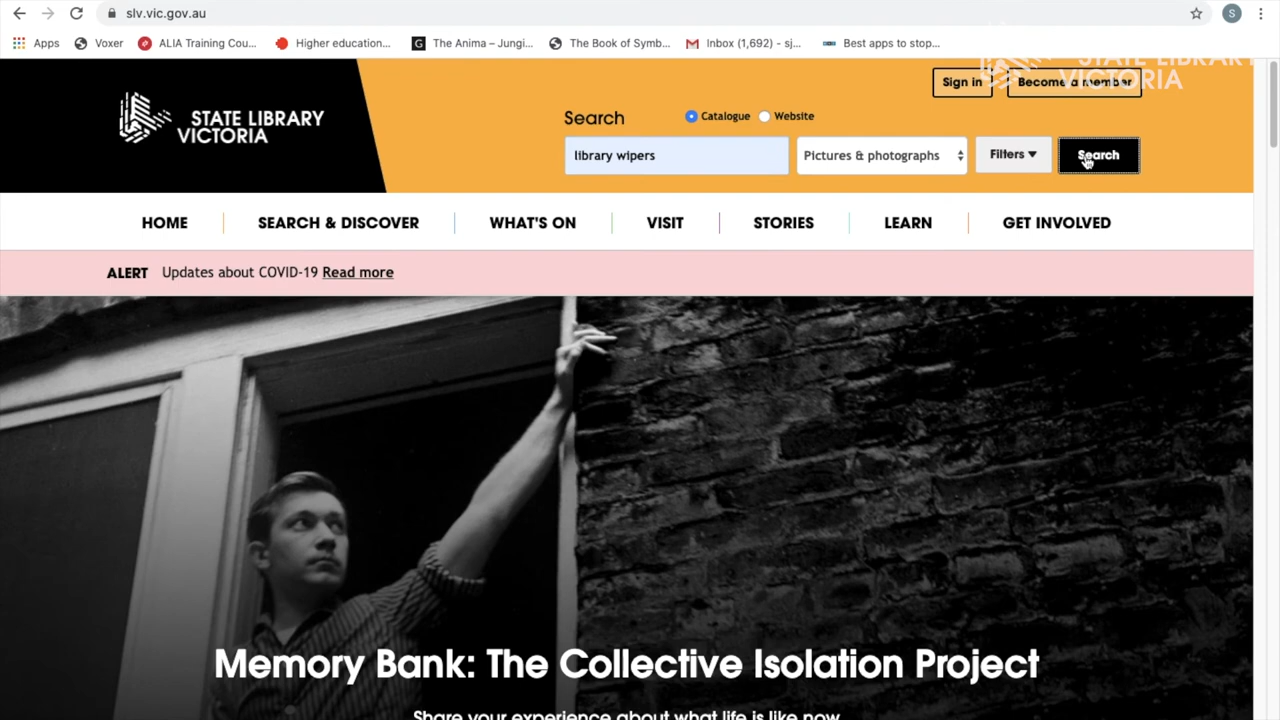 slv.vic.gov.au
S
Apps Voxer ALIA Training Cou... Higher education... G The Anima – Jungi... The Book of Symb... Inbox (1,692) - sj... Best apps to stop...
STATE LIBRARY
VICTORIA
STATE LIBRARY
VICTORIA
Sign in Become a member
Search Catalogue Website
library wipers Pictures & photographs Filters Search
HOME SEARCH & DISCOVER WHAT'S ON VISIT STORIES LEARN GET INVOLVED
ALERT Updates about COVID-19 Read more
Memory Bank: The Collective Isolation Project
Share your experience about what life is like now